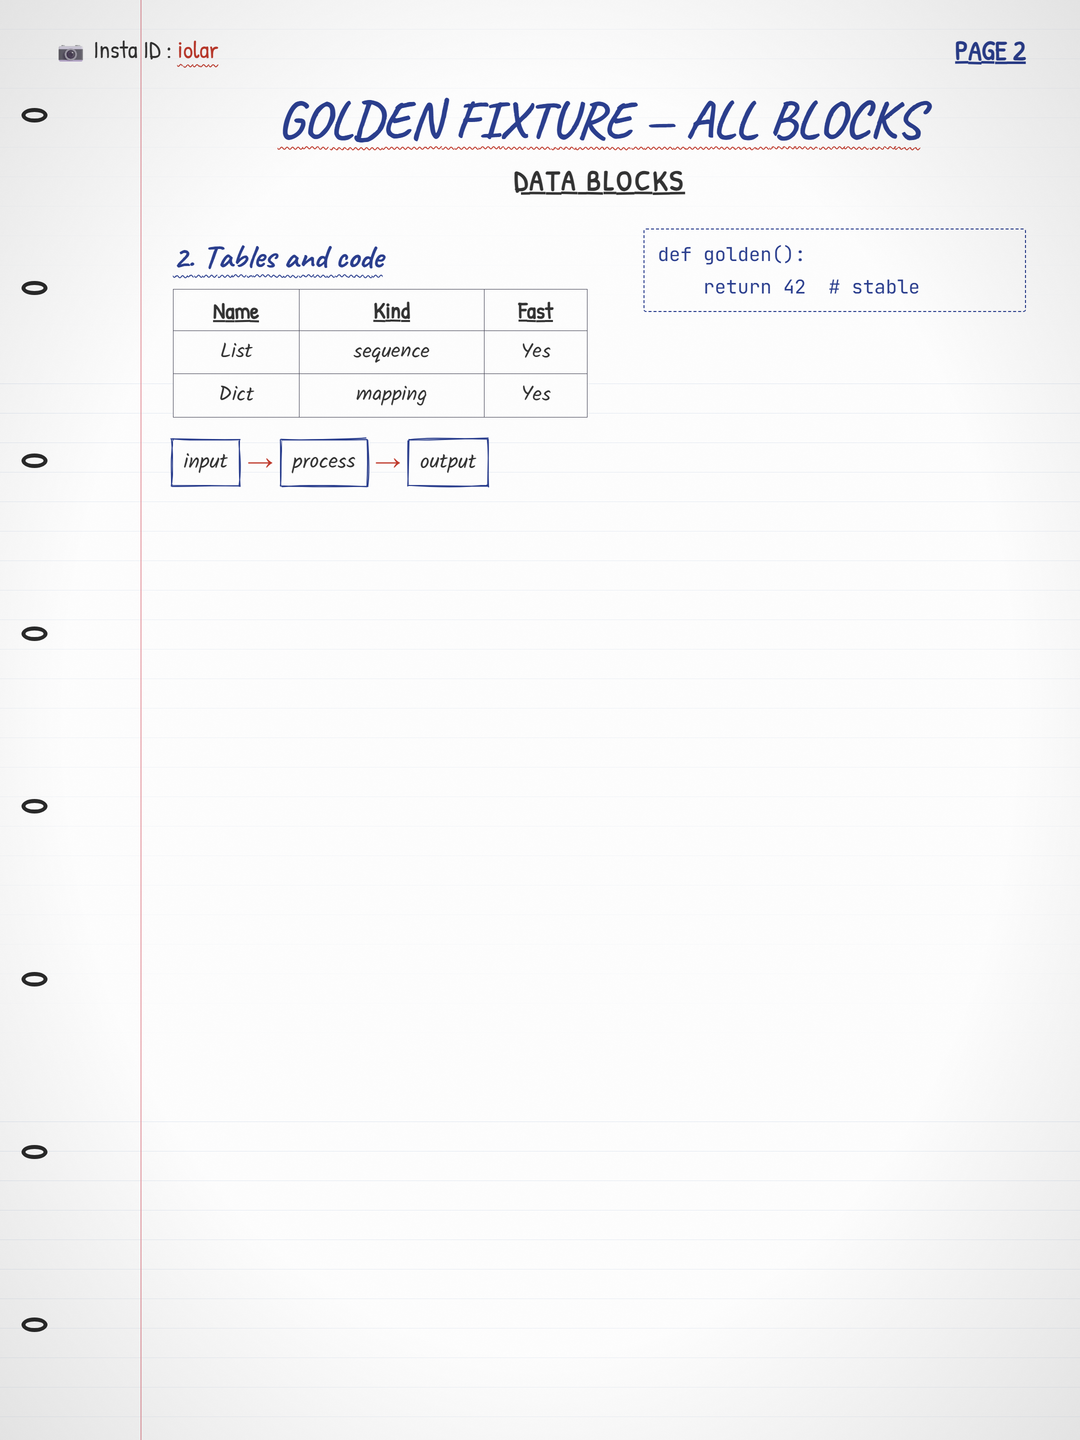 📷 Insta ID : iolar
PAGE 2
GOLDEN FIXTURE – ALL BLOCKS
DATA BLOCKS
2. Tables and code
Name Kind Fast
List sequence Yes
Dict mapping Yes
input → process → output
def golden():
    return 42  # stable